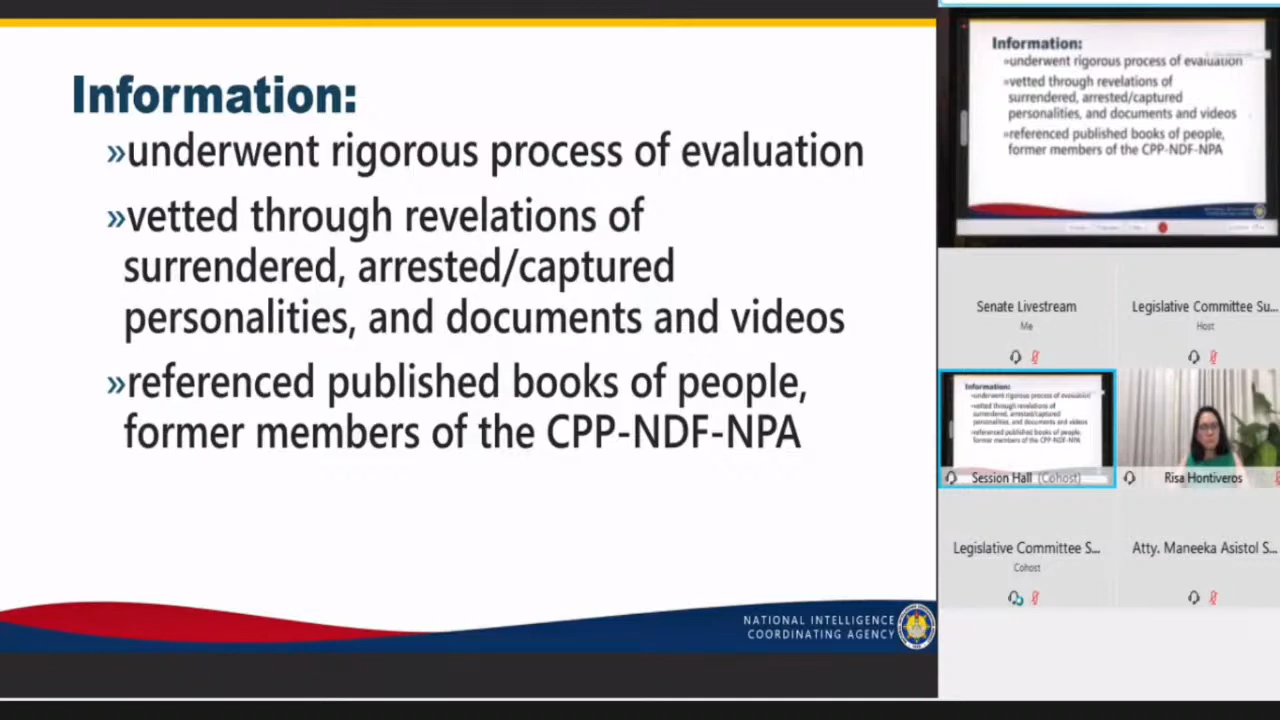 Information:
»underwent rigorous process of evaluation
»vetted through revelations of
surrendered, arrested/captured
personalities, and documents and videos
»referenced published books of people,
former members of the CPP-NDF-NPA
NATIONAL INTELLIGENCE
COORDINATING AGENCY
Information:
»underwent rigorous process of evaluation
»vetted through revelations of
surrendered, arrested/captured
personalities, and documents and videos
»referenced published books of people,
former members of the CPP-NDF-NPA
Senate Livestream
Me
Legislative Committee Su...
Host
Information:
»underwent rigorous process of evaluation
»vetted through revelations of
surrendered, arrested/captured
personalities, and documents and videos
»referenced published books of people,
former members of the CPP-NDF-NPA
Session Hall (Cohost)
Risa Hontiveros
Legislative Committee S...
Cohost
Atty. Maneeka Asistol S...